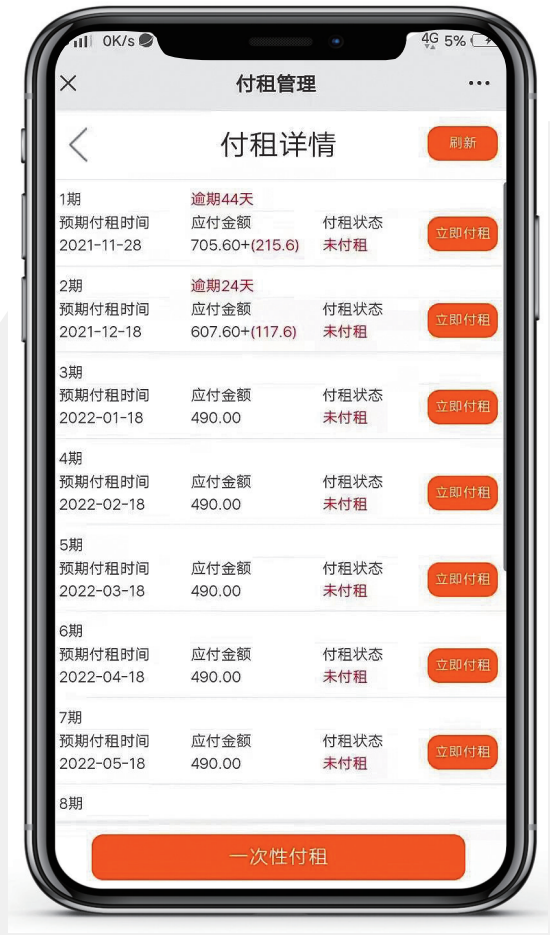 0K/s 4G 5%
付租管理
付租详情 刷新
1期 逾期44天
预期付租时间 应付金额 付租状态 立即付租
2021-11-28 705.60+(215.6) 未付租
2期 逾期24天
预期付租时间 应付金额 付租状态 立即付租
2021-12-18 607.60+(117.6) 未付租
3期
预期付租时间 应付金额 付租状态 立即付租
2022-01-18 490.00 未付租
4期
预期付租时间 应付金额 付租状态 立即付租
2022-02-18 490.00 未付租
5期
预期付租时间 应付金额 付租状态 立即付租
2022-03-18 490.00 未付租
6期
预期付租时间 应付金额 付租状态 立即付租
2022-04-18 490.00 未付租
7期
预期付租时间 应付金额 付租状态 立即付租
2022-05-18 490.00 未付租
8期
一次性付租